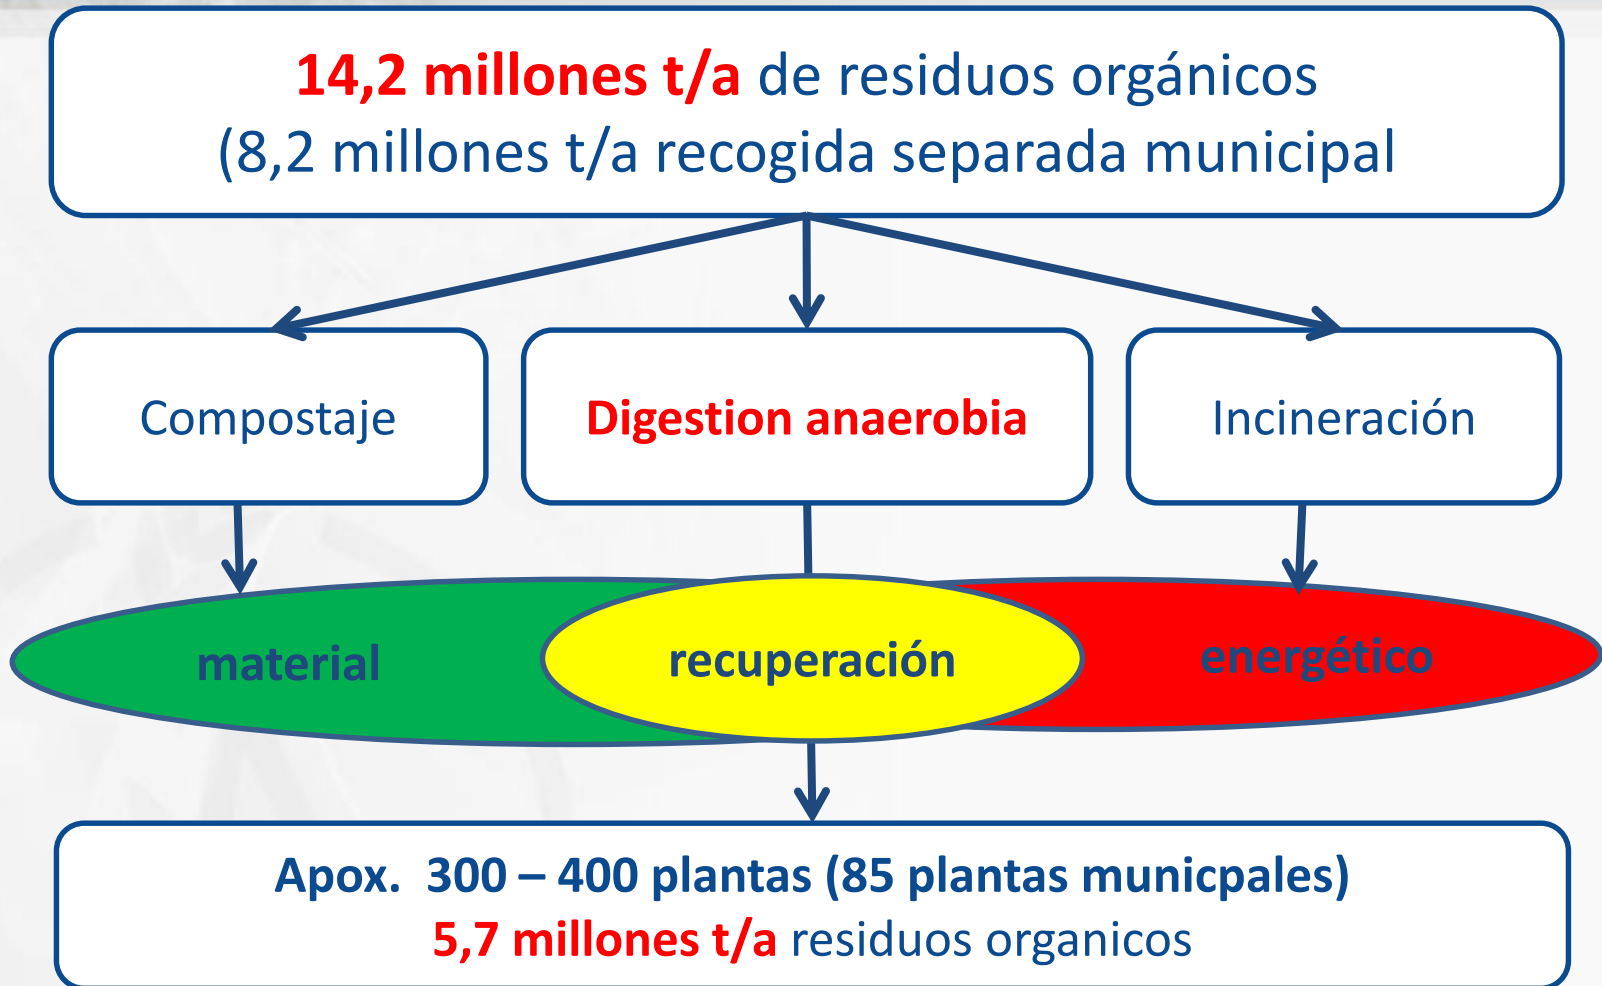 14,2 millones t/a de residuos orgánicos
(8,2 millones t/a recogida separada municipal
Compostaje
Digestion anaerobia
Incineración
material
recuperación
energético
Apox. 300 – 400 plantas (85 plantas municpales)
5,7 millones t/a residuos organicos